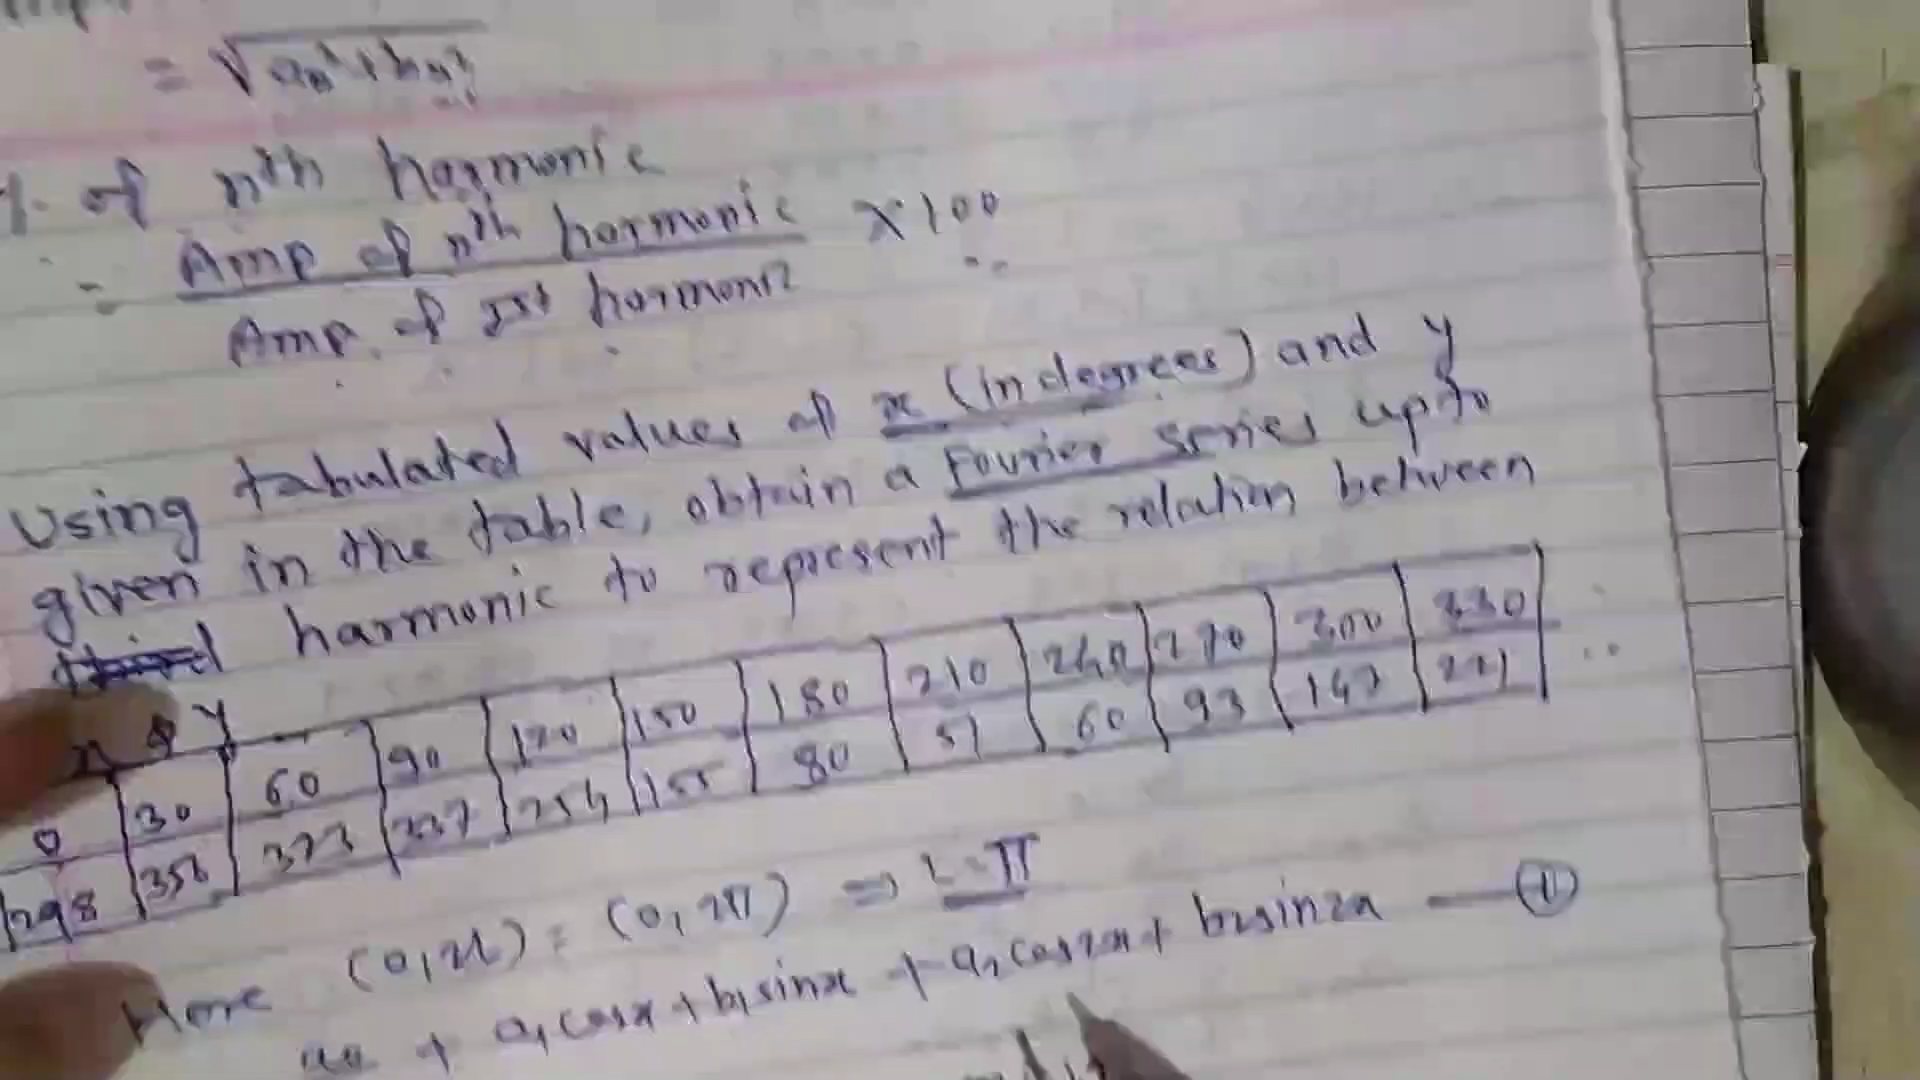 = √an²+bn²
% of nth harmonic
= Amp of nth harmonic × 100
Amp. of 1st harmonic
Using tabulated values of x (in degrees) and y
given in the table, obtain a Fourier series upto
third harmonic to represent the relation between
x & y
0 30 60 90 120 150 180 210 240 270 300 330
298 356 373 337 254 155 80 51 60 93 147 221
Here (0, 2L) = (0, 2π) ⇒ L=π
a0 + a1cosx + b1sinx + a2cos2x + b2sin2x — ①